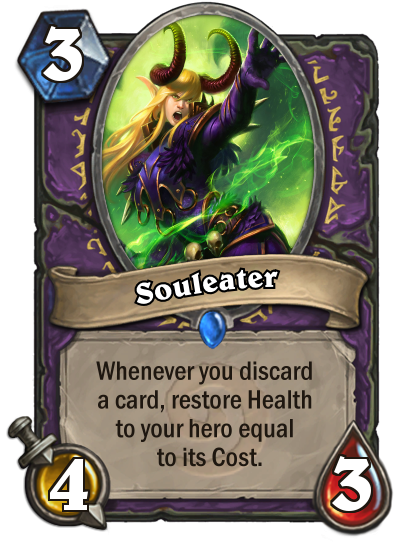 3
Souleater
Whenever you discard
a card, restore Health
to your hero equal
to its Cost.
4
3